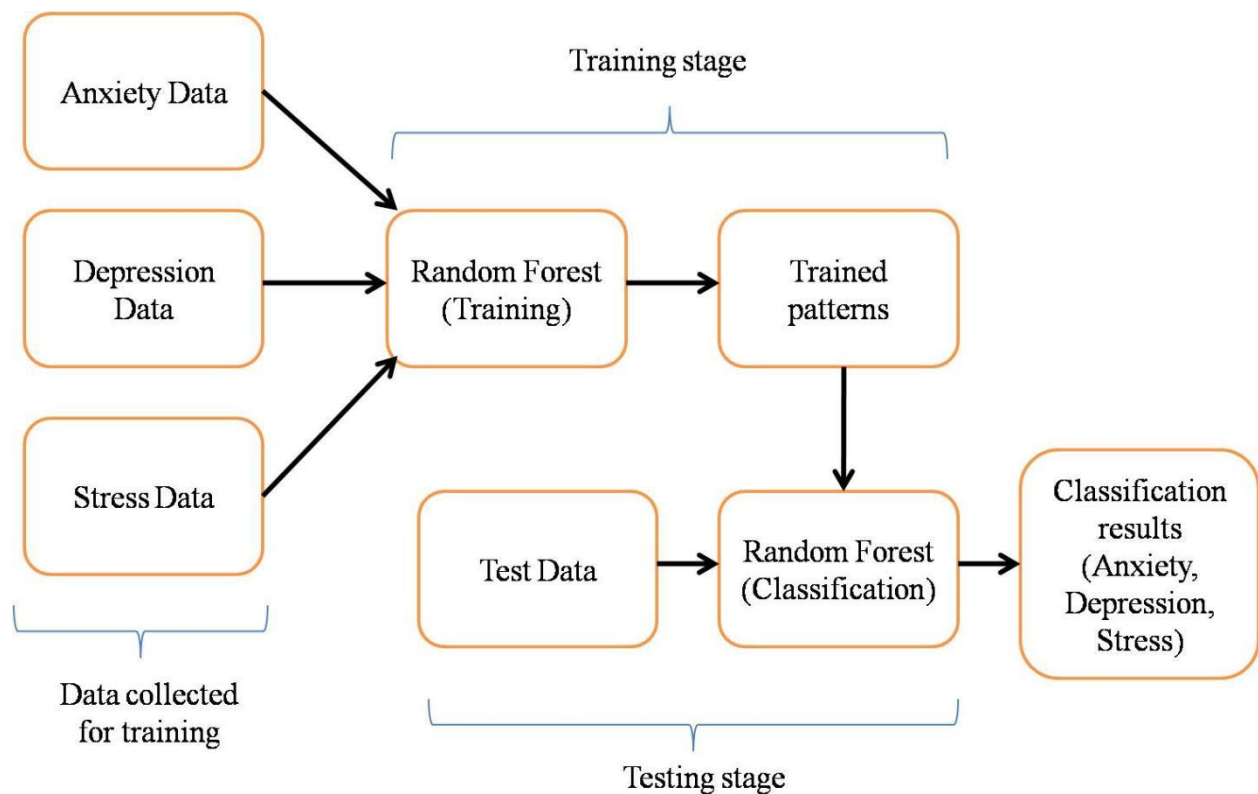 Training stage
Anxiety Data
Depression
Data
Random Forest
(Training)
Trained
patterns
Stress Data
Test Data
Random Forest
(Classification)
Classification
results
(Anxiety,
Depression,
Stress)
Data collected
for training
Testing stage